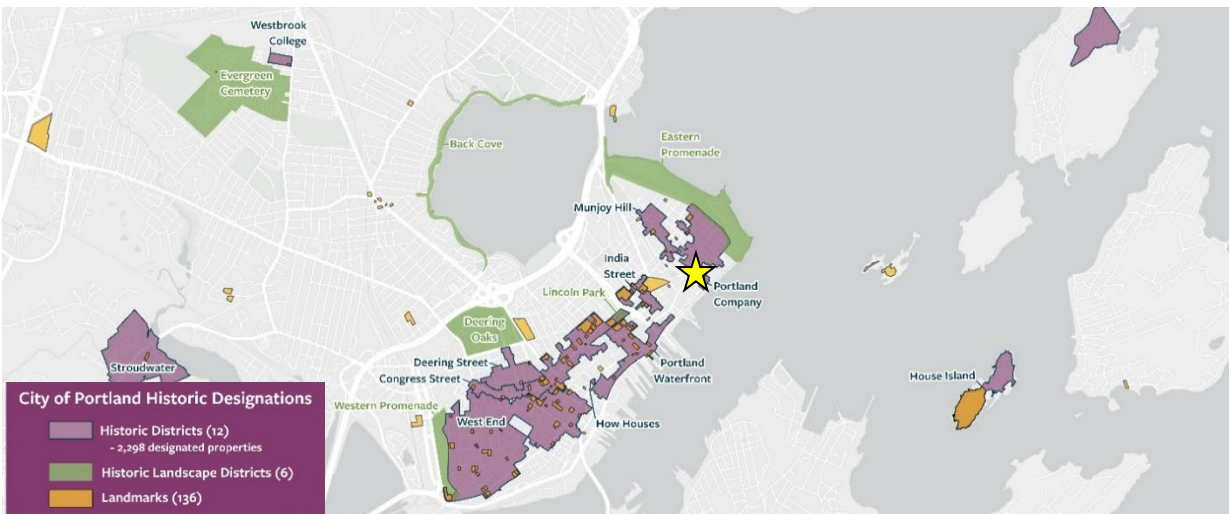 Westbrook
College
Evergreen
Cemetery
Back Cove
Eastern
Promenade
Munjoy Hill
India
Street
Lincoln Park
Portland
Company
Deering
Oaks
Deering Street
Congress Street
Portland
Waterfront
Stroudwater
House Island
Western Promenade
West End
How Houses
City of Portland Historic Designations
Historic Districts (12)
- 2,298 designated properties
Historic Landscape Districts (6)
Landmarks (136)